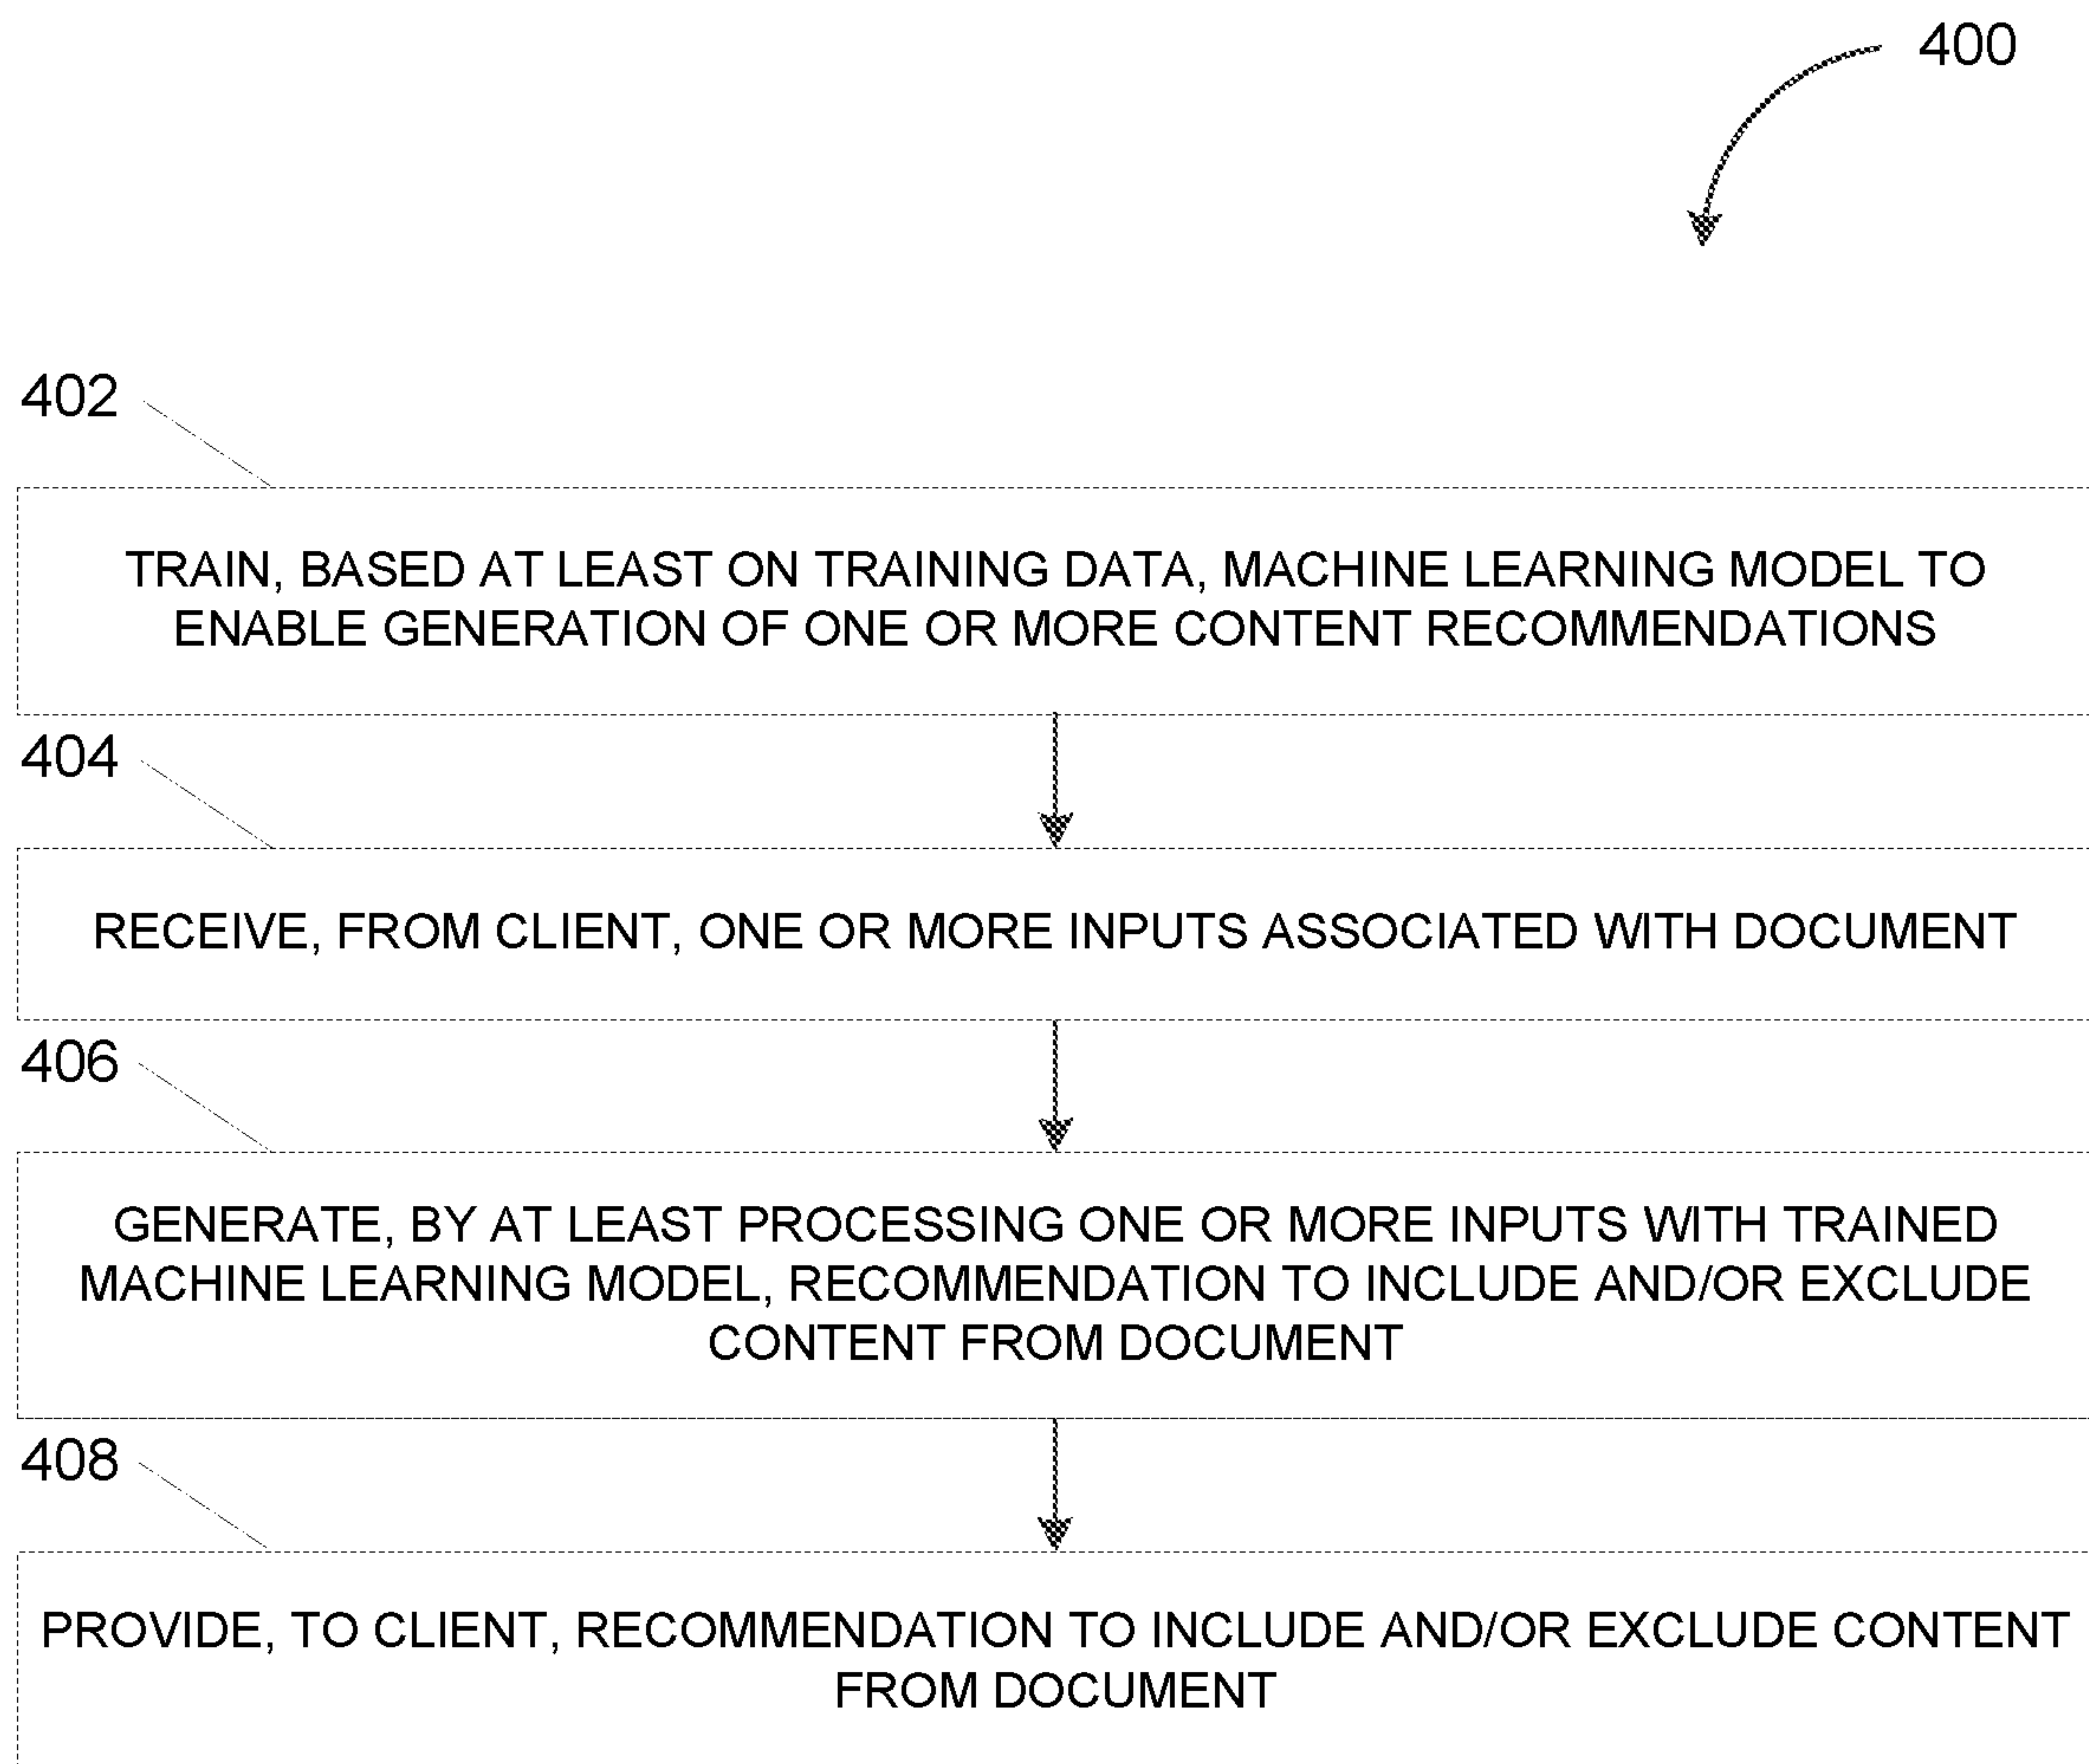 400
402
TRAIN, BASED AT LEAST ON TRAINING DATA, MACHINE LEARNING MODEL TO
ENABLE GENERATION OF ONE OR MORE CONTENT RECOMMENDATIONS
404
RECEIVE, FROM CLIENT, ONE OR MORE INPUTS ASSOCIATED WITH DOCUMENT
406
GENERATE, BY AT LEAST PROCESSING ONE OR MORE INPUTS WITH TRAINED
MACHINE LEARNING MODEL, RECOMMENDATION TO INCLUDE AND/OR EXCLUDE
CONTENT FROM DOCUMENT
408
PROVIDE, TO CLIENT, RECOMMENDATION TO INCLUDE AND/OR EXCLUDE CONTENT
FROM DOCUMENT